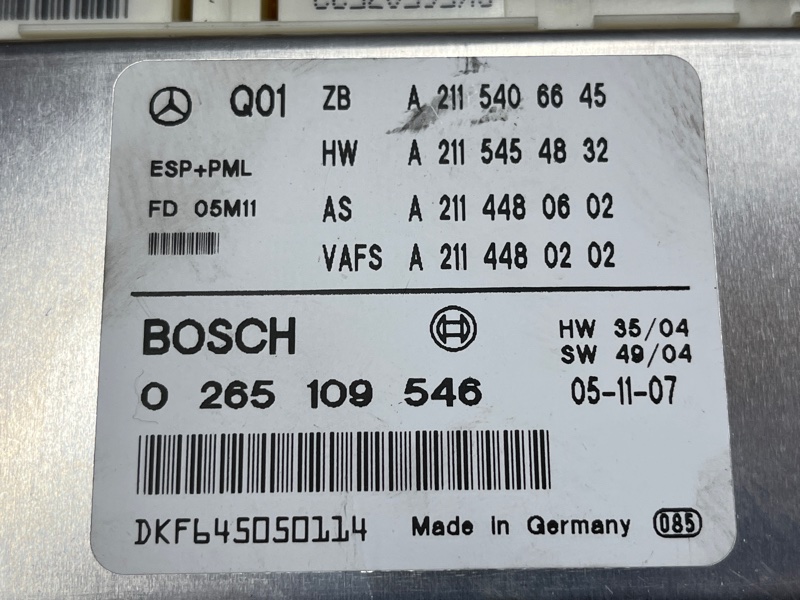 Q01 ZB A 211 540 66 45
ESP+PML HW A 211 545 48 32
FD 05M11 AS A 211 448 06 02
VAFS A 211 448 02 02
BOSCH HW 35/04
SW 49/04
0 265 109 546 05-11-07
DKF645050114 Made in Germany 085